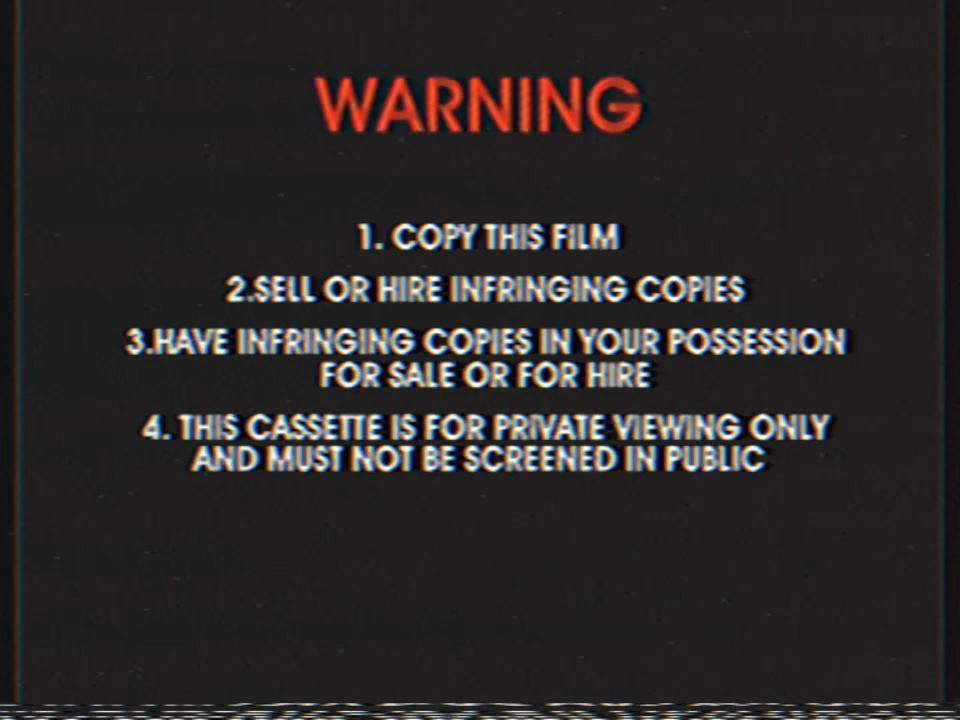 WARNING
1. COPY THIS FILM
2.SELL OR HIRE INFRINGING COPIES
3.HAVE INFRINGING COPIES IN YOUR POSSESSION
FOR SALE OR FOR HIRE
4. THIS CASSETTE IS FOR PRIVATE VIEWING ONLY
AND MUST NOT BE SCREENED IN PUBLIC